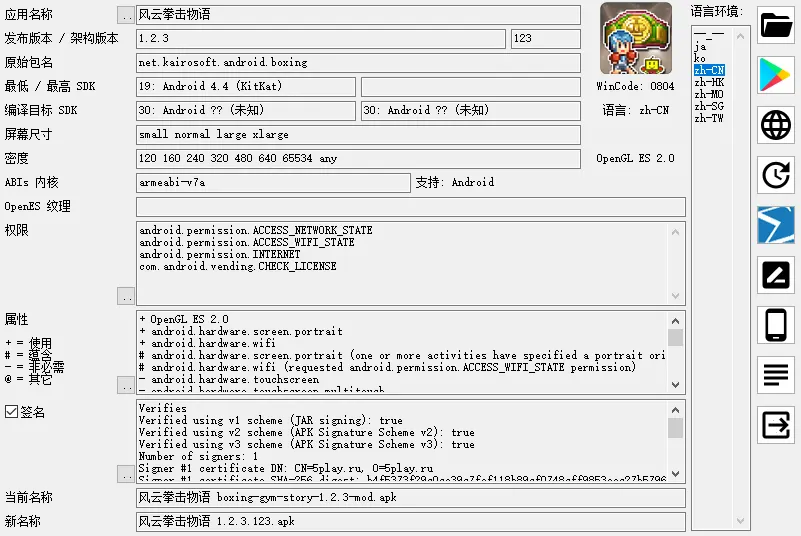 应用名称 .. 风云拳击物语
发布版本 / 架构版本 1.2.3 123
原始包名 net.kairosoft.android.boxing
最低 / 最高 SDK 19: Android 4.4 (KitKat) WinCode: 0804
编译目标 SDK 30: Android ?? (未知) 30: Android ?? (未知) 语言: zh-CN
屏幕尺寸 small normal large xlarge
密度 120 160 240 320 480 640 65534 any OpenGL ES 2.0
ABIs 内核 armeabi-v7a 支持: Android
OpenES 纹理
权限 android.permission.ACCESS_NETWORK_STATE
android.permission.ACCESS_WIFI_STATE
android.permission.INTERNET
com.android.vending.CHECK_LICENSE
..
属性 + OpenGL ES 2.0
+ android.hardware.screen.portrait
+ = 使用 + android.hardware.wifi
# = 蕴含 # android.hardware.screen.portrait (one or more activities have specified a portrait ori
- = 非必需 # android.hardware.wifi (requested android.permission.ACCESS_WIFI_STATE permission)
@ = 其它 - android.hardware.touchscreen
.. - android.hardware.touchscreen.multitouch
签名 Verifies
Verified using v1 scheme (JAR signing): true
Verified using v2 scheme (APK Signature Scheme v2): true
Verified using v3 scheme (APK Signature Scheme v3): true
Number of signers: 1
Signer #1 certificate DN: CN=5play.ru, O=5play.ru
.. Signer #1 certificate SHA-256 digest:
当前名称 风云拳击物语 boxing-gym-story-1.2.3-mod.apk
新名称 风云拳击物语 1.2.3.123.apk
语言环境:
--_--
ja
ko
zh-CN
zh-HK
zh-MO
zh-SG
zh-TW